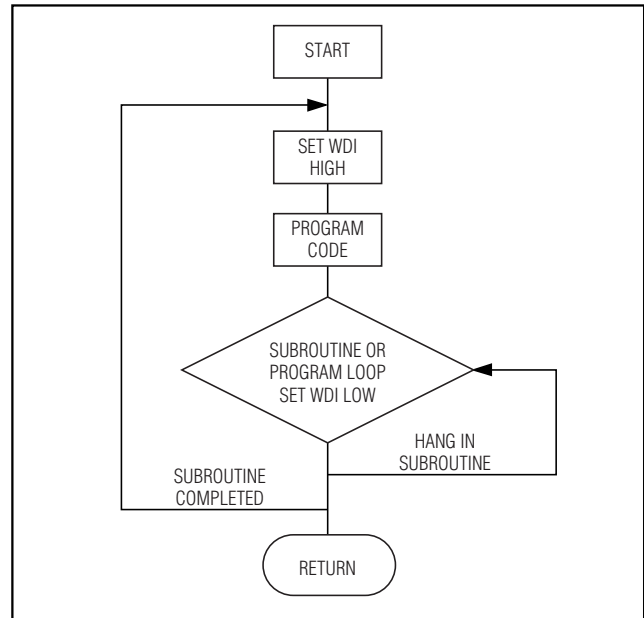 START
SET WDI
HIGH
PROGRAM
CODE
SUBROUTINE OR
PROGRAM LOOP
SET WDI LOW
HANG IN
SUBROUTINE
SUBROUTINE
COMPLETED
RETURN